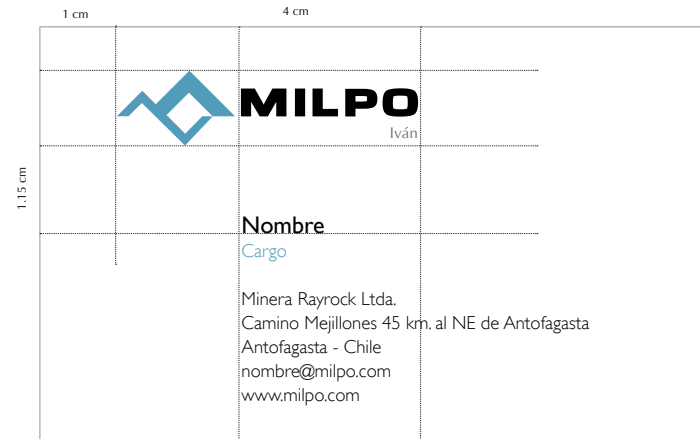 1 cm
4 cm
MILPO
Iván
1.15 cm
Nombre
Cargo
Minera Rayrock Ltda.
Camino Mejillones 45 km. al NE de Antofagasta
Antofagasta - Chile
nombre@milpo.com
www.milpo.com